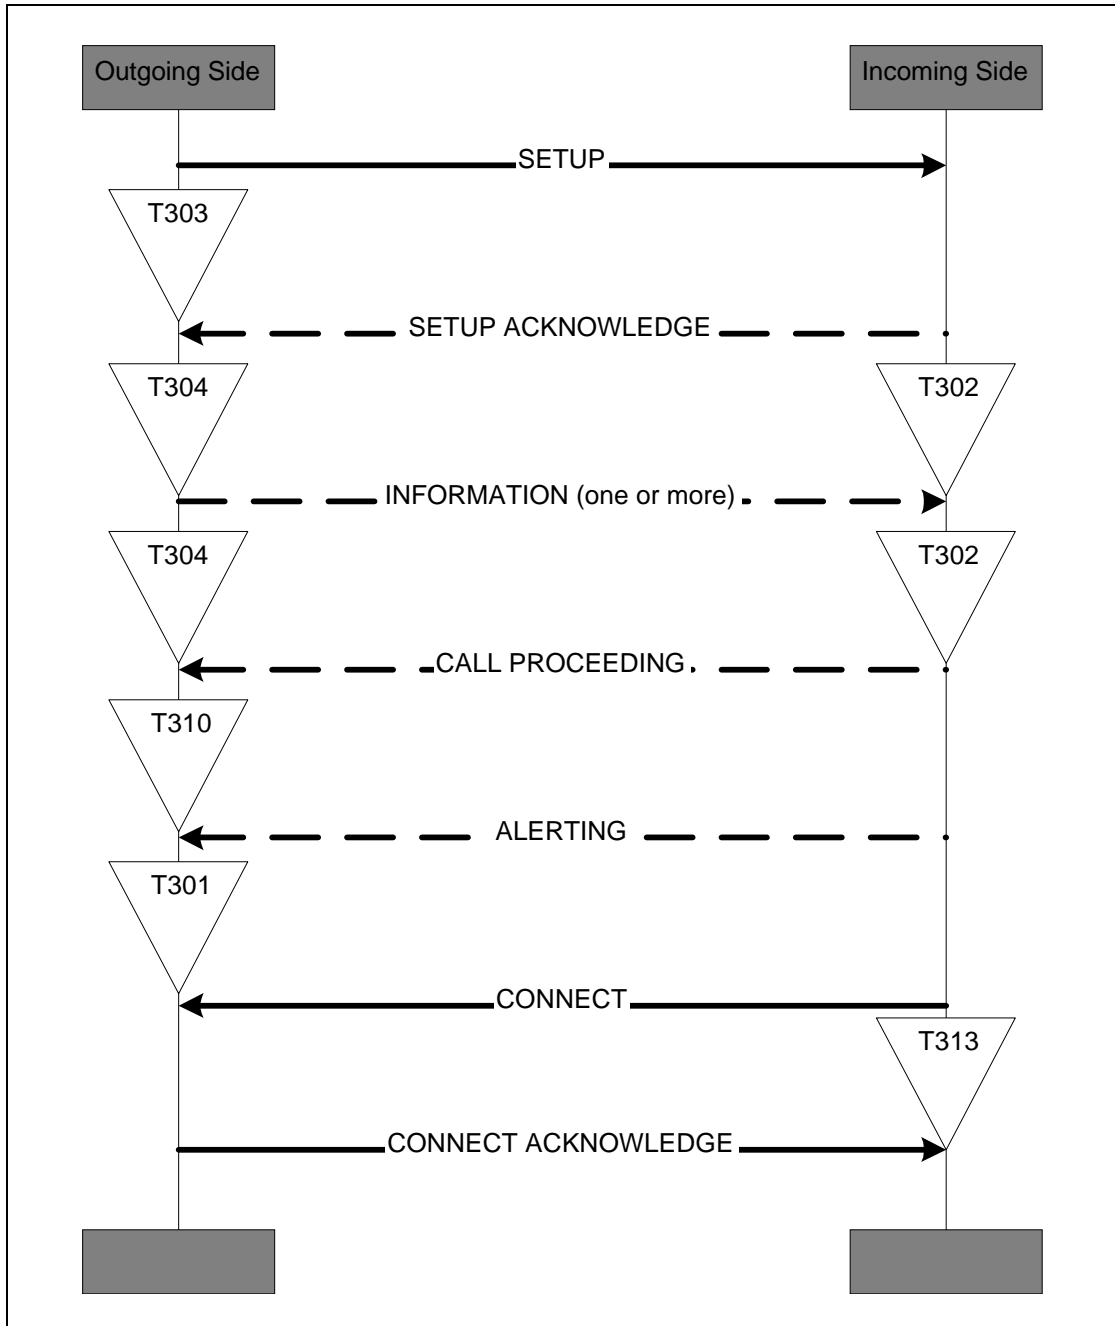 Outgoing Side
Incoming Side
SETUP
T303
SETUP ACKNOWLEDGE
T304
T302
INFORMATION (one or more)
T304
T302
CALL PROCEEDING
T310
ALERTING
T301
CONNECT
T313
CONNECT ACKNOWLEDGE